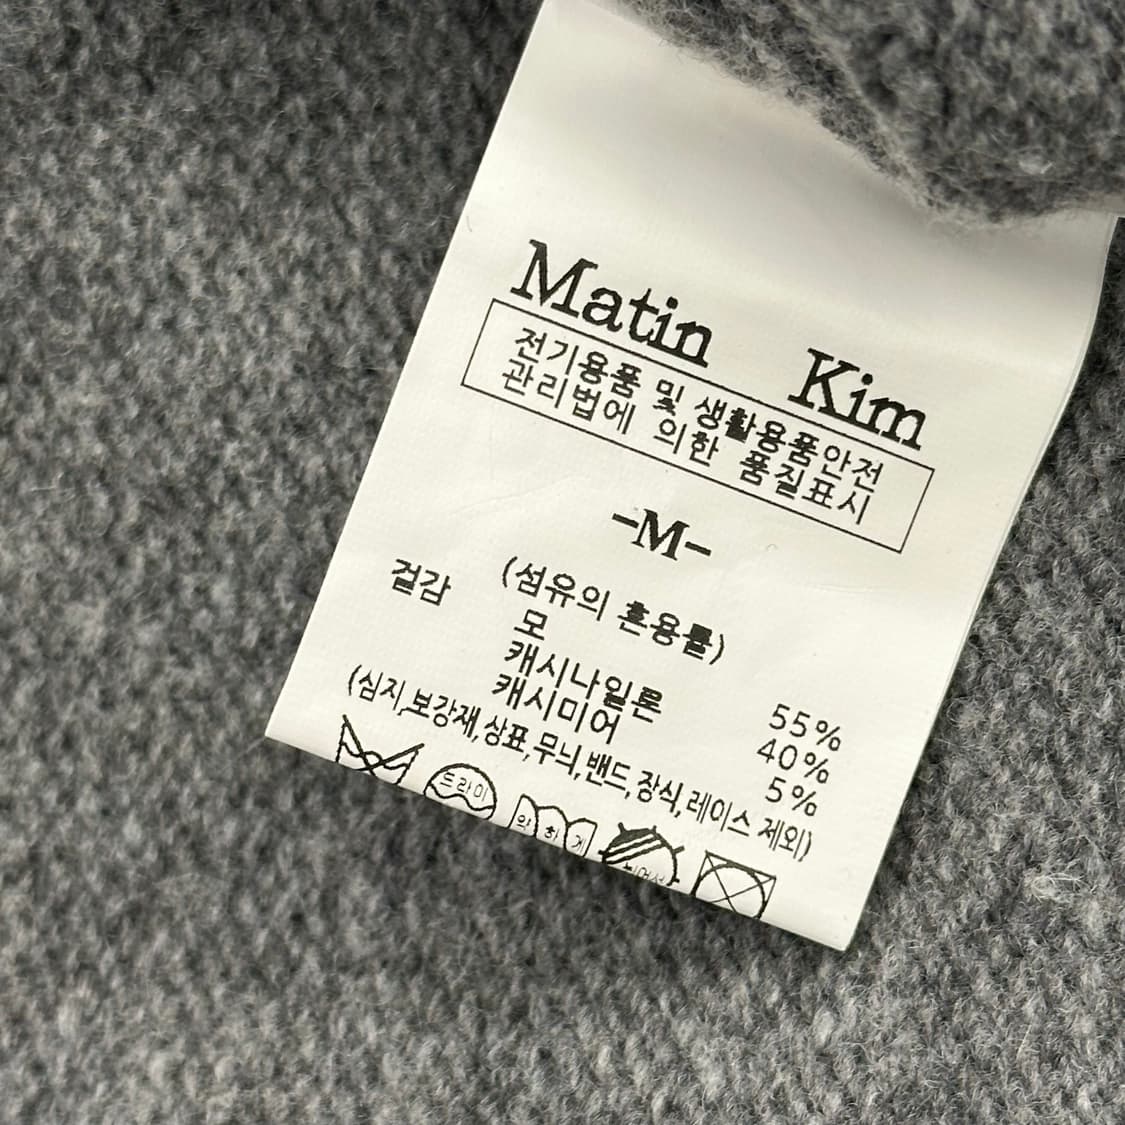 Matin Kim
전기용품 및 생활용품안전
관리법에 의한 품질표시
-M-
(섬유의 혼용률)
겉감
모 55%
캐시나일론 40%
캐시미어 5%
(심지,보강재,상표,무늬,밴드,장식,레이스 제외)
드라이
약하게